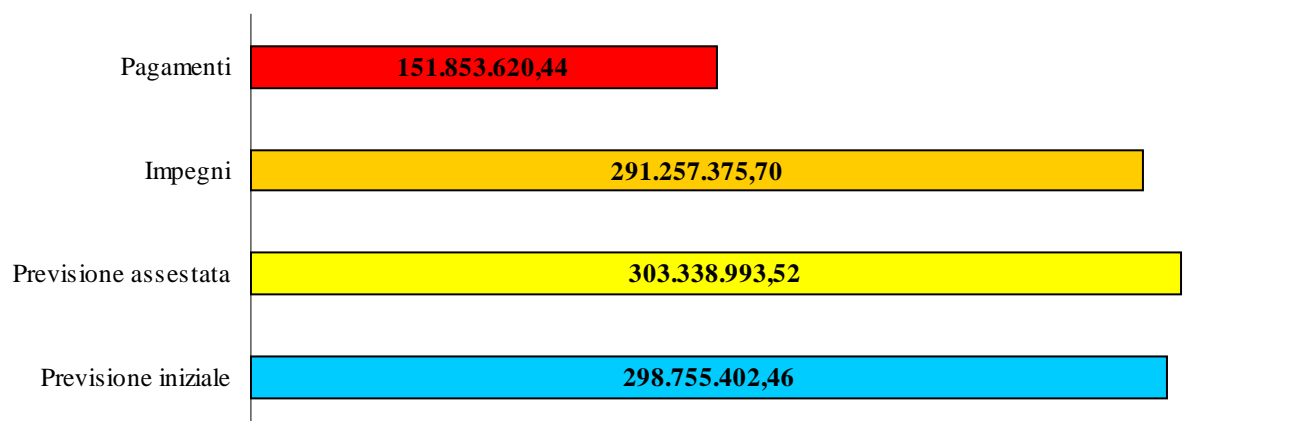 Pagamenti 151.853.620,44
Impegni 291.257.375,70
Previsione assestata 303.338.993,52
Previsione iniziale 298.755.402,46